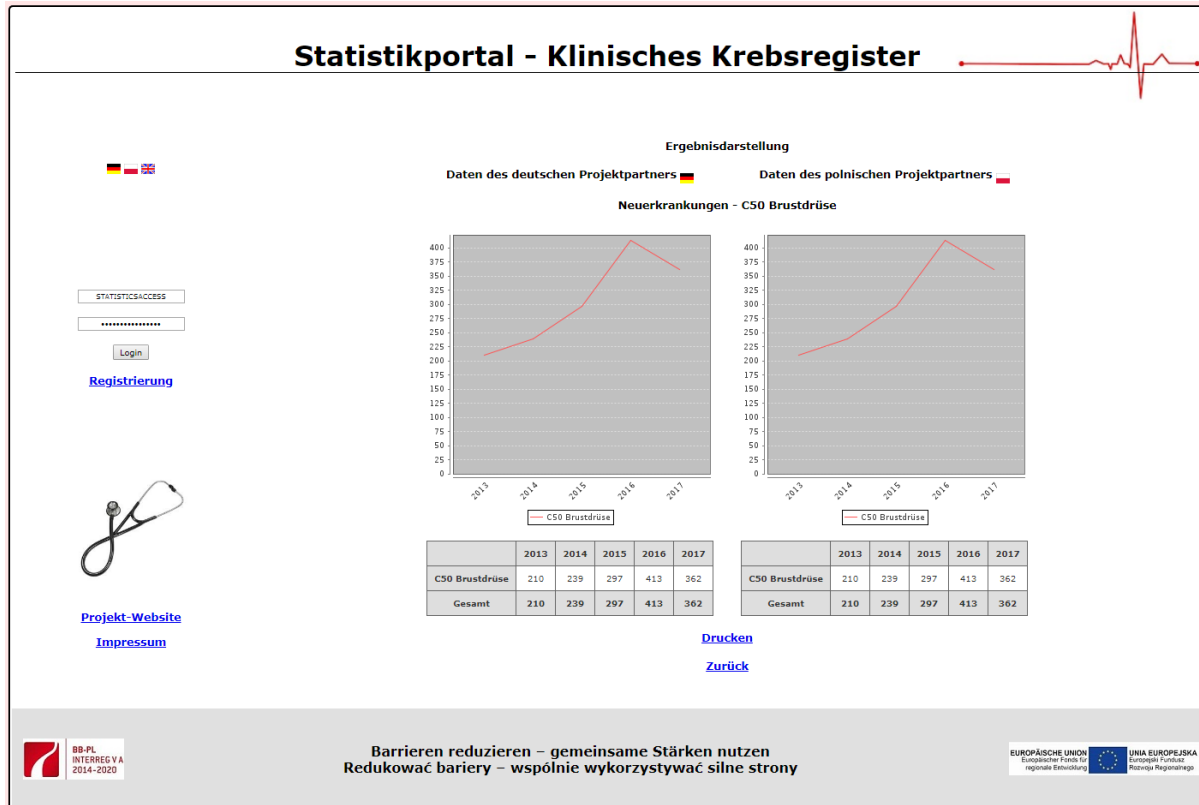 Statistikportal - Klinisches Krebsregister
Ergebnisdarstellung
Daten des deutschen Projektpartners
Daten des polnischen Projektpartners
Neuerkrankungen - C50 Brustdrüse
STATISTICSACCESS
••••••••••••••••
Login
Registrierung
Projekt-Website
Impressum
400
375
350
325
300
275
250
225
200
175
150
125
100
75
50
25
0
2013 2014 2015 2016 2017
C50 Brustdrüse
400
375
350
325
300
275
250
225
200
175
150
125
100
75
50
25
0
2013 2014 2015 2016 2017
C50 Brustdrüse
2013 2014 2015 2016 2017
C50 Brustdrüse 210 239 297 413 362
Gesamt 210 239 297 413 362
2013 2014 2015 2016 2017
C50 Brustdrüse 210 239 297 413 362
Gesamt 210 239 297 413 362
Drucken
Zurück
BB-PL
INTERREG V A
2014-2020
Barrieren reduzieren – gemeinsame Stärken nutzen
Redukować bariery – wspólnie wykorzystywać silne strony
EUROPÄISCHE UNION
Europäischer Fonds für
regionale Entwicklung
UNIA EUROPEJSKA
Europejski Fundusz
Rozwoju Regionalnego